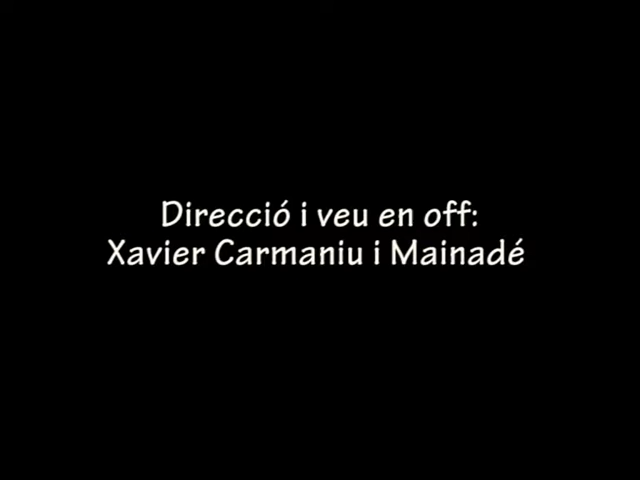 Direcció i veu en off:
Xavier Carmaniu i Mainadé